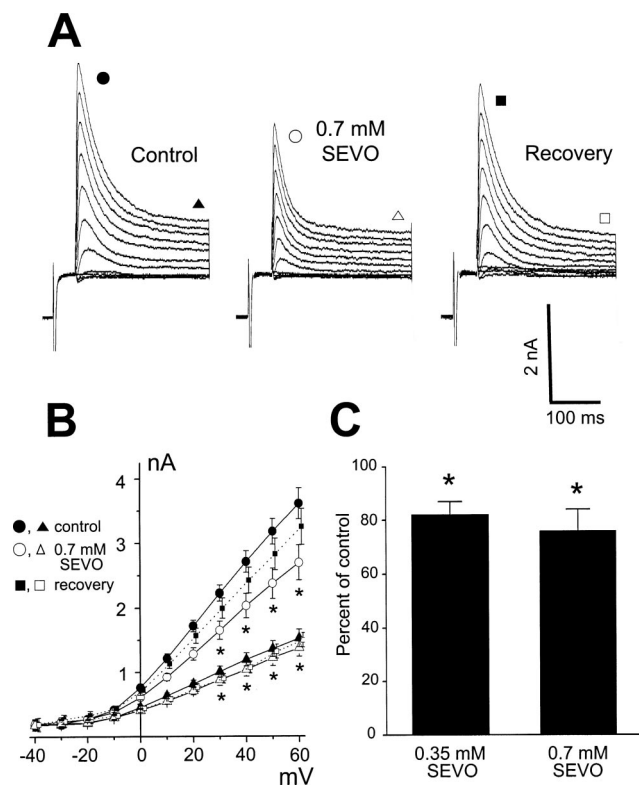 A
Control
0.7 mM
SEVO
Recovery
2 nA
100 ms
B
nA
4
3
2
1
-40 -20 0 20 40 60
mV
●, ▲ control
○, △ 0.7 mM
SEVO
■, □ recovery
* * * *
* * * *
C
Percent of control
100
80
60
40
20
0
* *
0.35 mM
SEVO
0.7 mM
SEVO